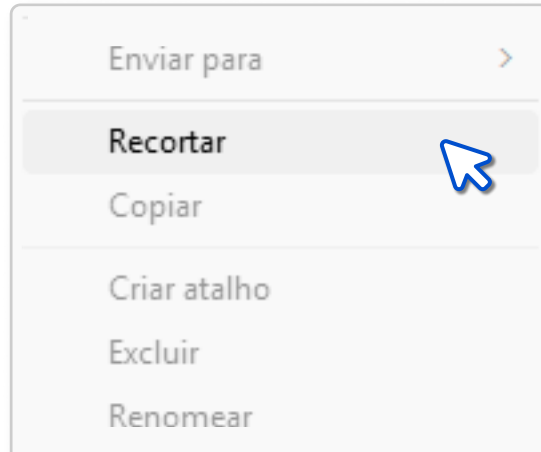 Enviar para
Recortar
Copiar
Criar atalho
Excluir
Renomear